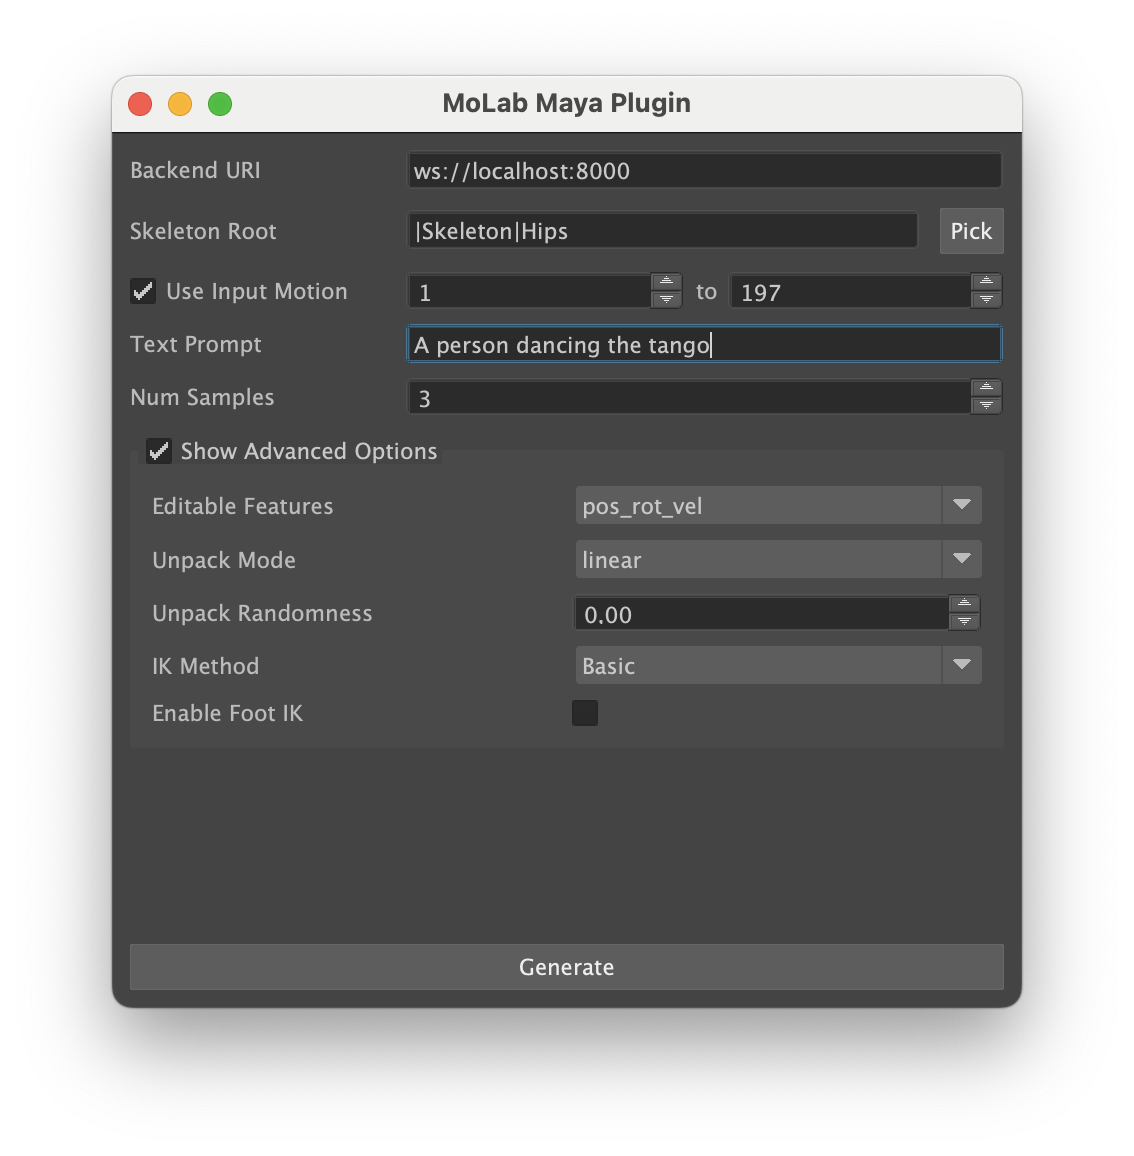 MoLab Maya Plugin
Backend URI ws://localhost:8000
Skeleton Root |Skeleton|Hips Pick
Use Input Motion 1 to 197
Text Prompt A person dancing the tango
Num Samples 3
Show Advanced Options
Editable Features pos_rot_vel
Unpack Mode linear
Unpack Randomness 0.00
IK Method Basic
Enable Foot IK
Generate